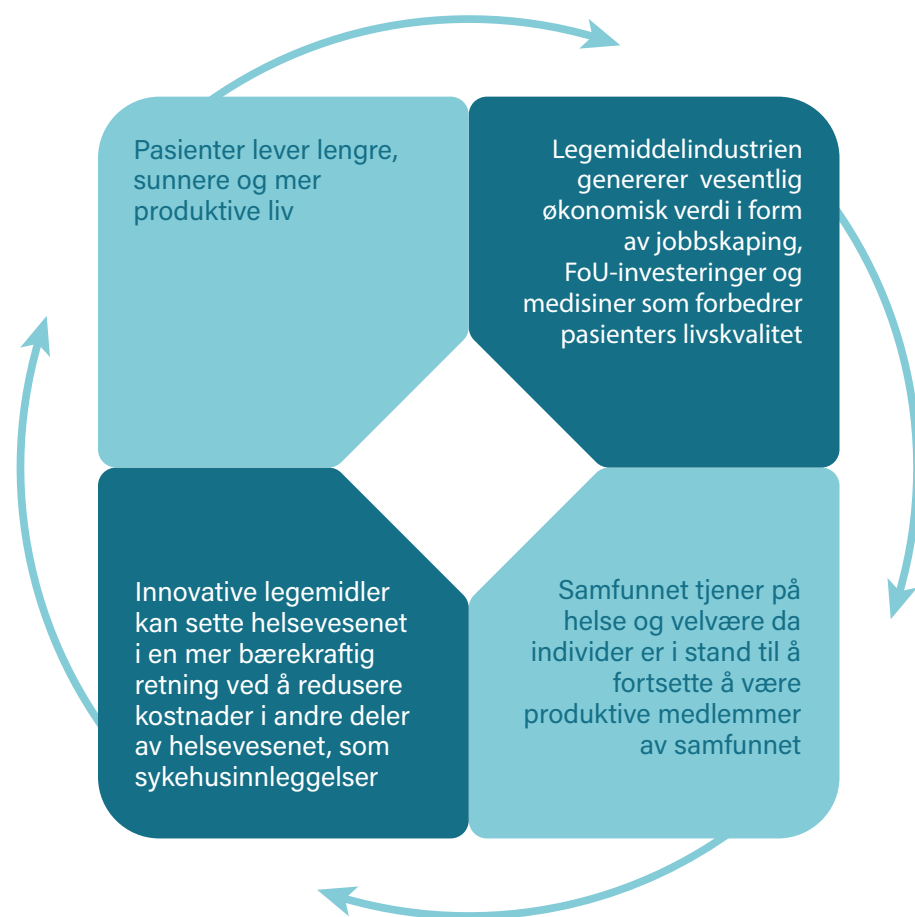 Pasienter lever lengre,
sunnere og mer
produktive liv
Legemiddelindustrien
genererer vesentlig
økonomisk verdi i form
av jobbskaping,
FoU-investeringer og
medisiner som forbedrer
pasienters livskvalitet
Innovative legemidler
kan sette helsevesenet
i en mer bærekraftig
retning ved å redusere
kostnader i andre deler
av helsevesenet, som
sykehusinnleggelser
Samfunnet tjener på
helse og velvære da
individer er i stand til å
fortsette å være
produktive medlemmer
av samfunnet